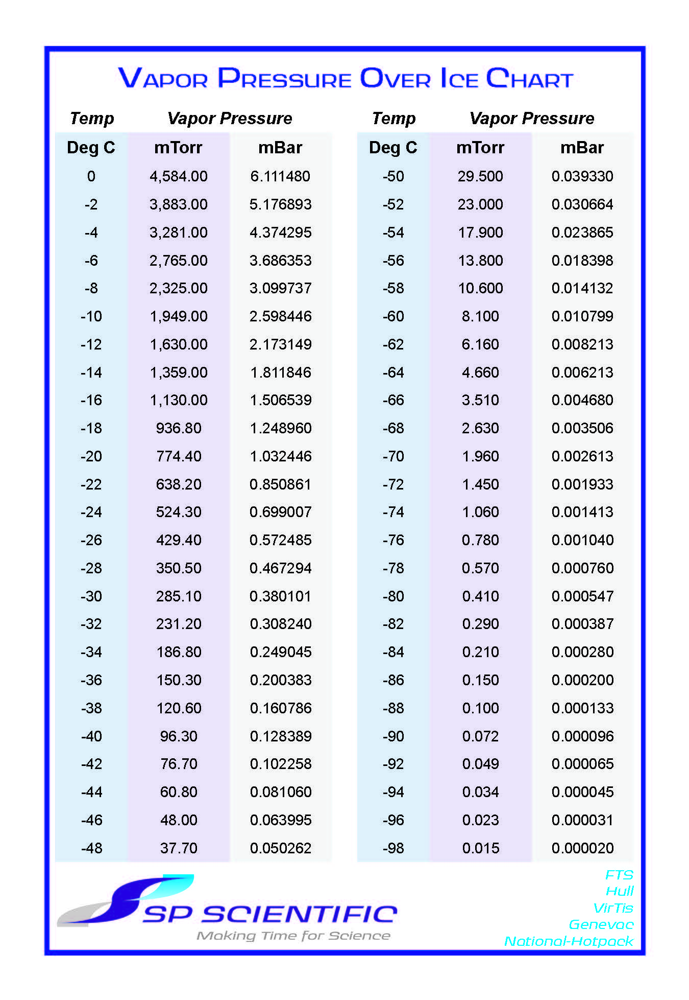 VAPOR PRESSURE OVER ICE CHART
Temp Vapor Pressure Temp Vapor Pressure
Deg C mTorr mBar Deg C mTorr mBar
0 4,584.00 6.111480 -50 29.500 0.039330
-2 3,883.00 5.176893 -52 23.000 0.030664
-4 3,281.00 4.374295 -54 17.900 0.023865
-6 2,765.00 3.686353 -56 13.800 0.018398
-8 2,325.00 3.099737 -58 10.600 0.014132
-10 1,949.00 2.598446 -60 8.100 0.010799
-12 1,630.00 2.173149 -62 6.160 0.008213
-14 1,359.00 1.811846 -64 4.660 0.006213
-16 1,130.00 1.506539 -66 3.510 0.004680
-18 936.80 1.248960 -68 2.630 0.003506
-20 774.40 1.032446 -70 1.960 0.002613
-22 638.20 0.850861 -72 1.450 0.001933
-24 524.30 0.699007 -74 1.060 0.001413
-26 429.40 0.572485 -76 0.780 0.001040
-28 350.50 0.467294 -78 0.570 0.000760
-30 285.10 0.380101 -80 0.410 0.000547
-32 231.20 0.308240 -82 0.290 0.000387
-34 186.80 0.249045 -84 0.210 0.000280
-36 150.30 0.200383 -86 0.150 0.000200
-38 120.60 0.160786 -88 0.100 0.000133
-40 96.30 0.128389 -90 0.072 0.000096
-42 76.70 0.102258 -92 0.049 0.000065
-44 60.80 0.081060 -94 0.034 0.000045
-46 48.00 0.063995 -96 0.023 0.000031
-48 37.70 0.050262 -98 0.015 0.000020
SP SCIENTIFIC
Making Time for Science
FTS
Hull
VirTis
Genevac
National-Hotpack